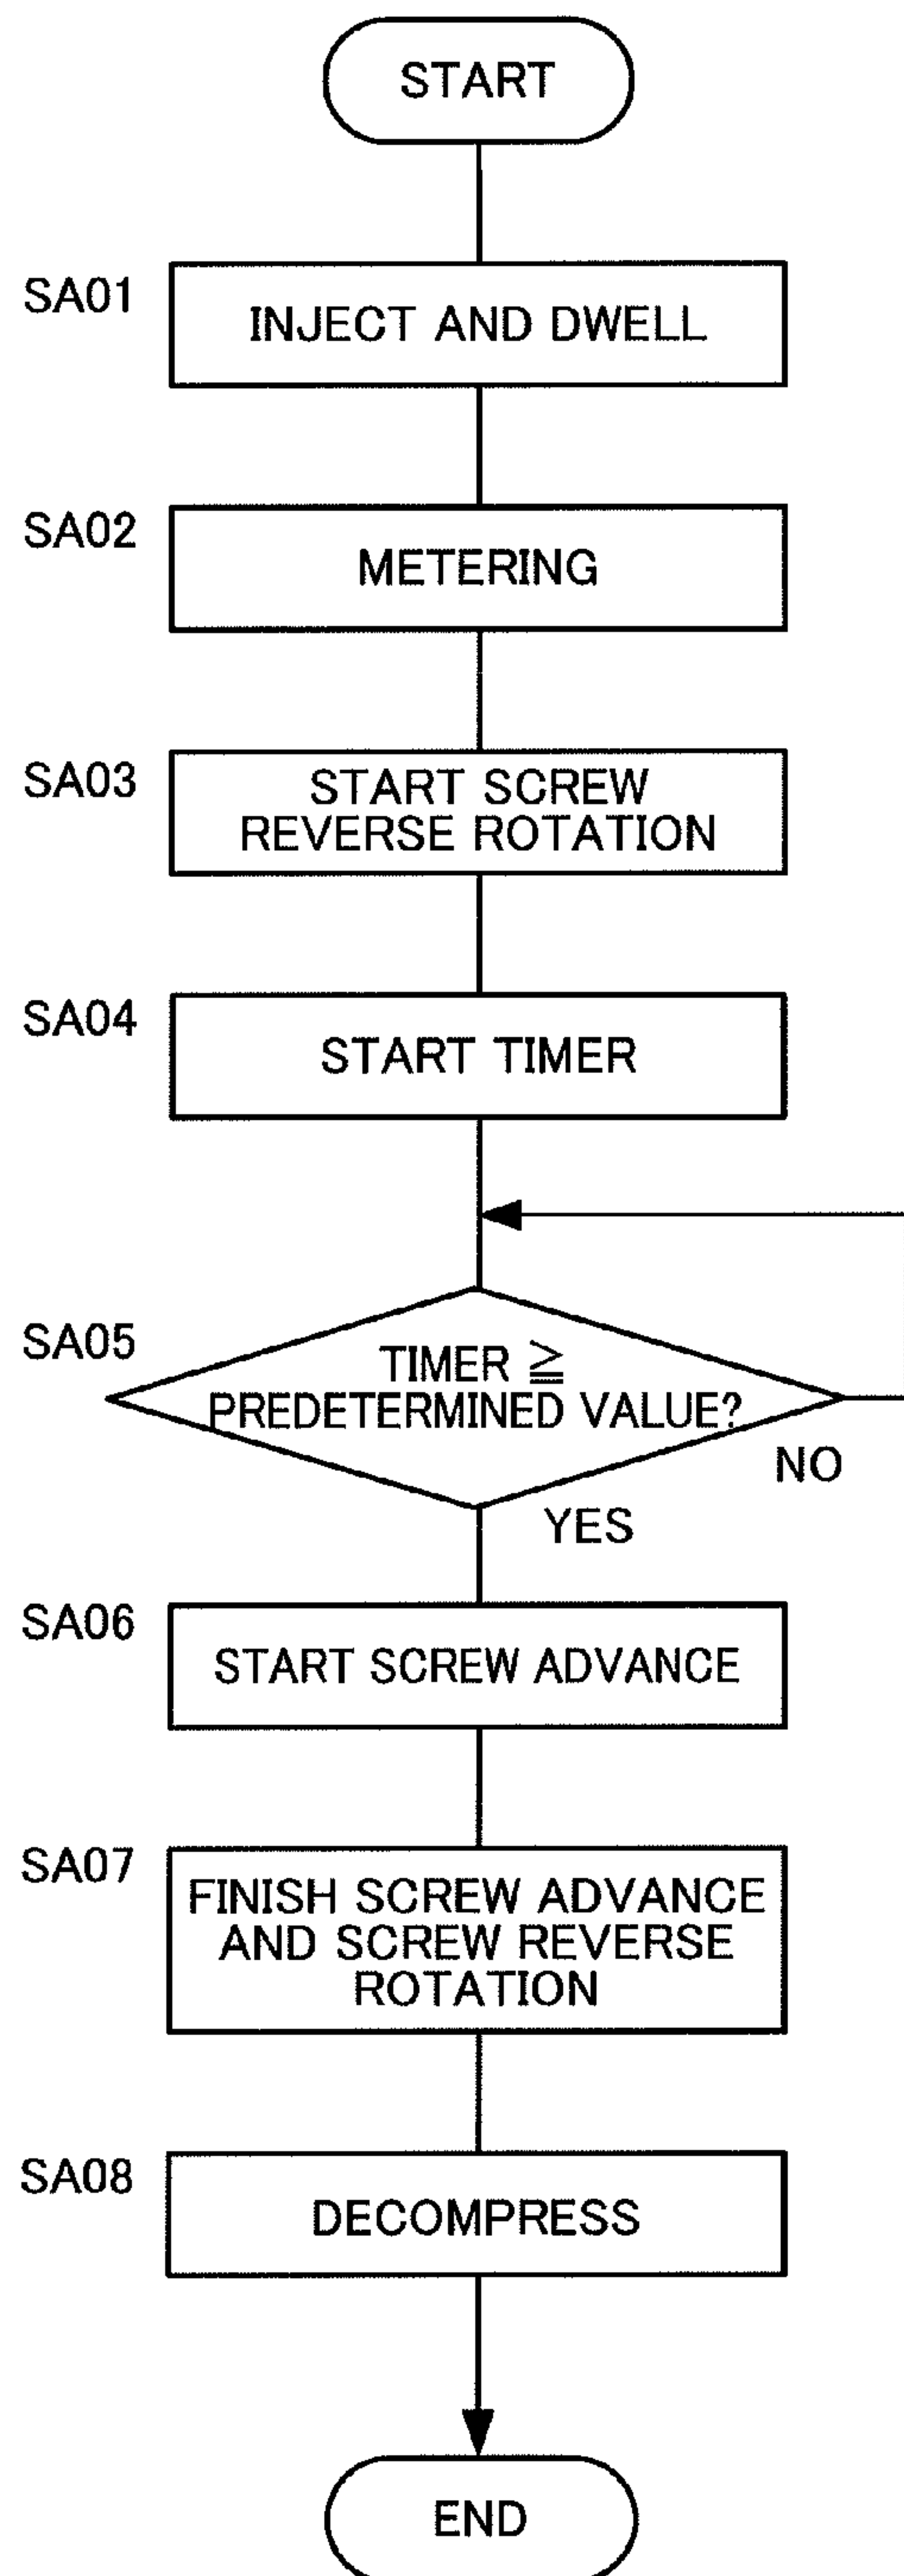 START
SA01
INJECT AND DWELL
SA02
METERING
SA03
START SCREW
REVERSE ROTATION
SA04
START TIMER
SA05
TIMER ≧
PREDETERMINED VALUE?
NO
YES
SA06
START SCREW ADVANCE
SA07
FINISH SCREW ADVANCE
AND SCREW REVERSE
ROTATION
SA08
DECOMPRESS
END